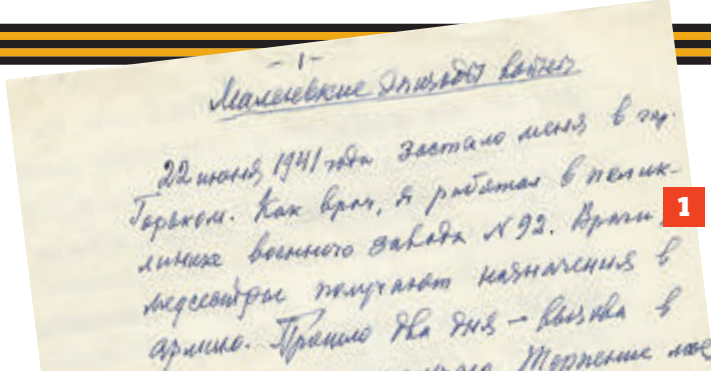 - 1 -
Маленькие эпизоды войны
22 июня 1941 года застало меня в гор.
Горьком. Как врач, я работал в полик-
линике военного завода № 92. Врачи,
медсестры получают назначения в
армию. Прошло два дня — вызова в
Терпение мое
1